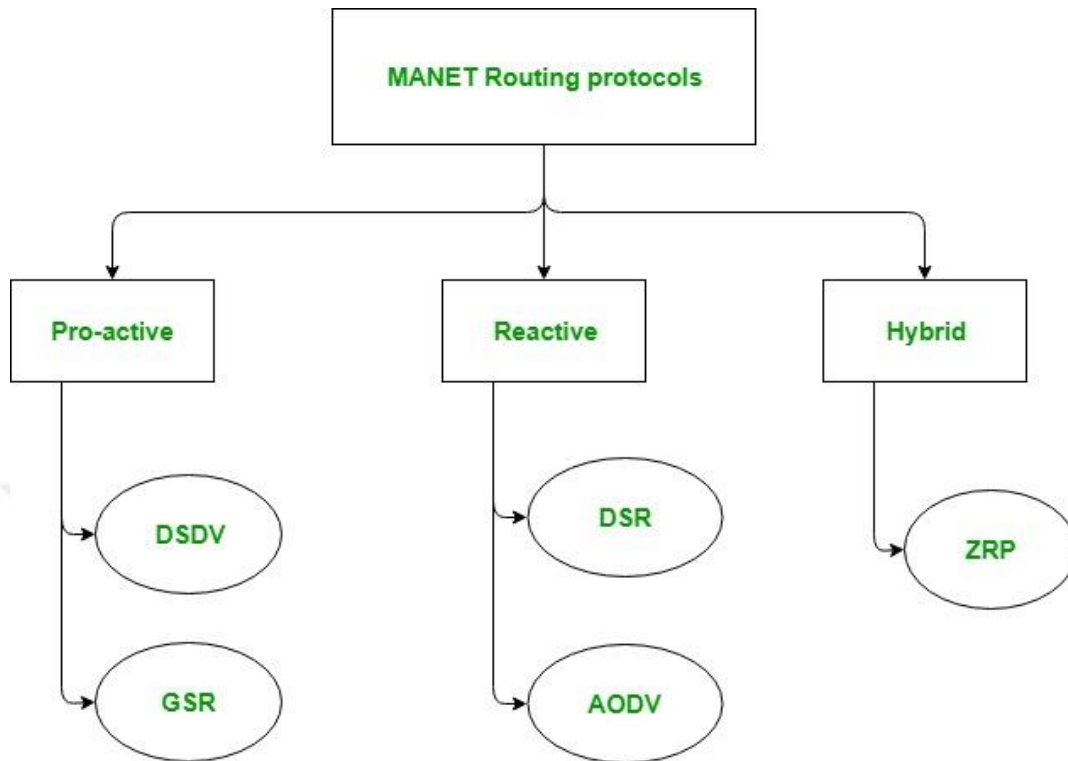 MANET Routing protocols
Pro-active
Reactive
Hybrid
DSDV
DSR
ZRP
GSR
AODV